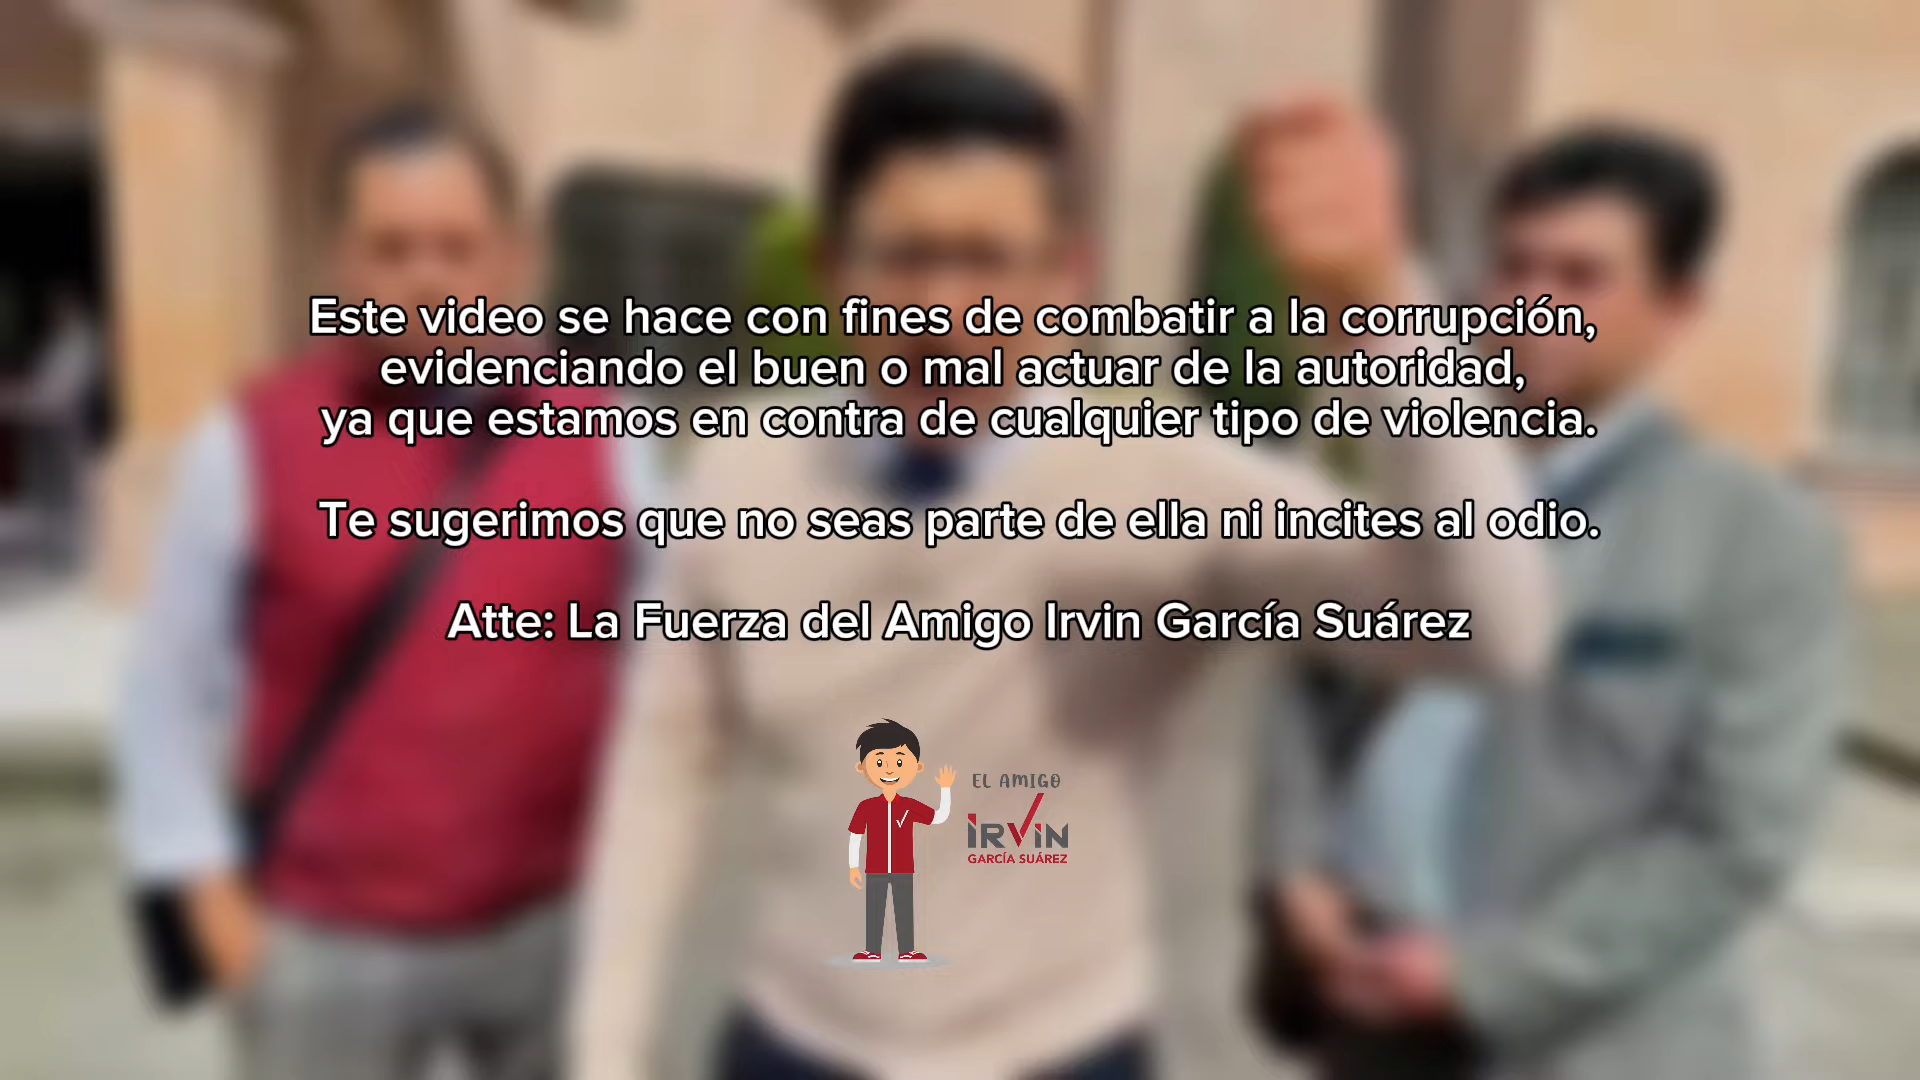 Este video se hace con fines de combatir a la corrupción,
evidenciando el buen o mal actuar de la autoridad,
ya que estamos en contra de cualquier tipo de violencia.
Te sugerimos que no seas parte de ella ni incites al odio.
Atte: La Fuerza del Amigo Irvin García Suárez
EL AMIGO
IRVIN
GARCÍA SUÁREZ